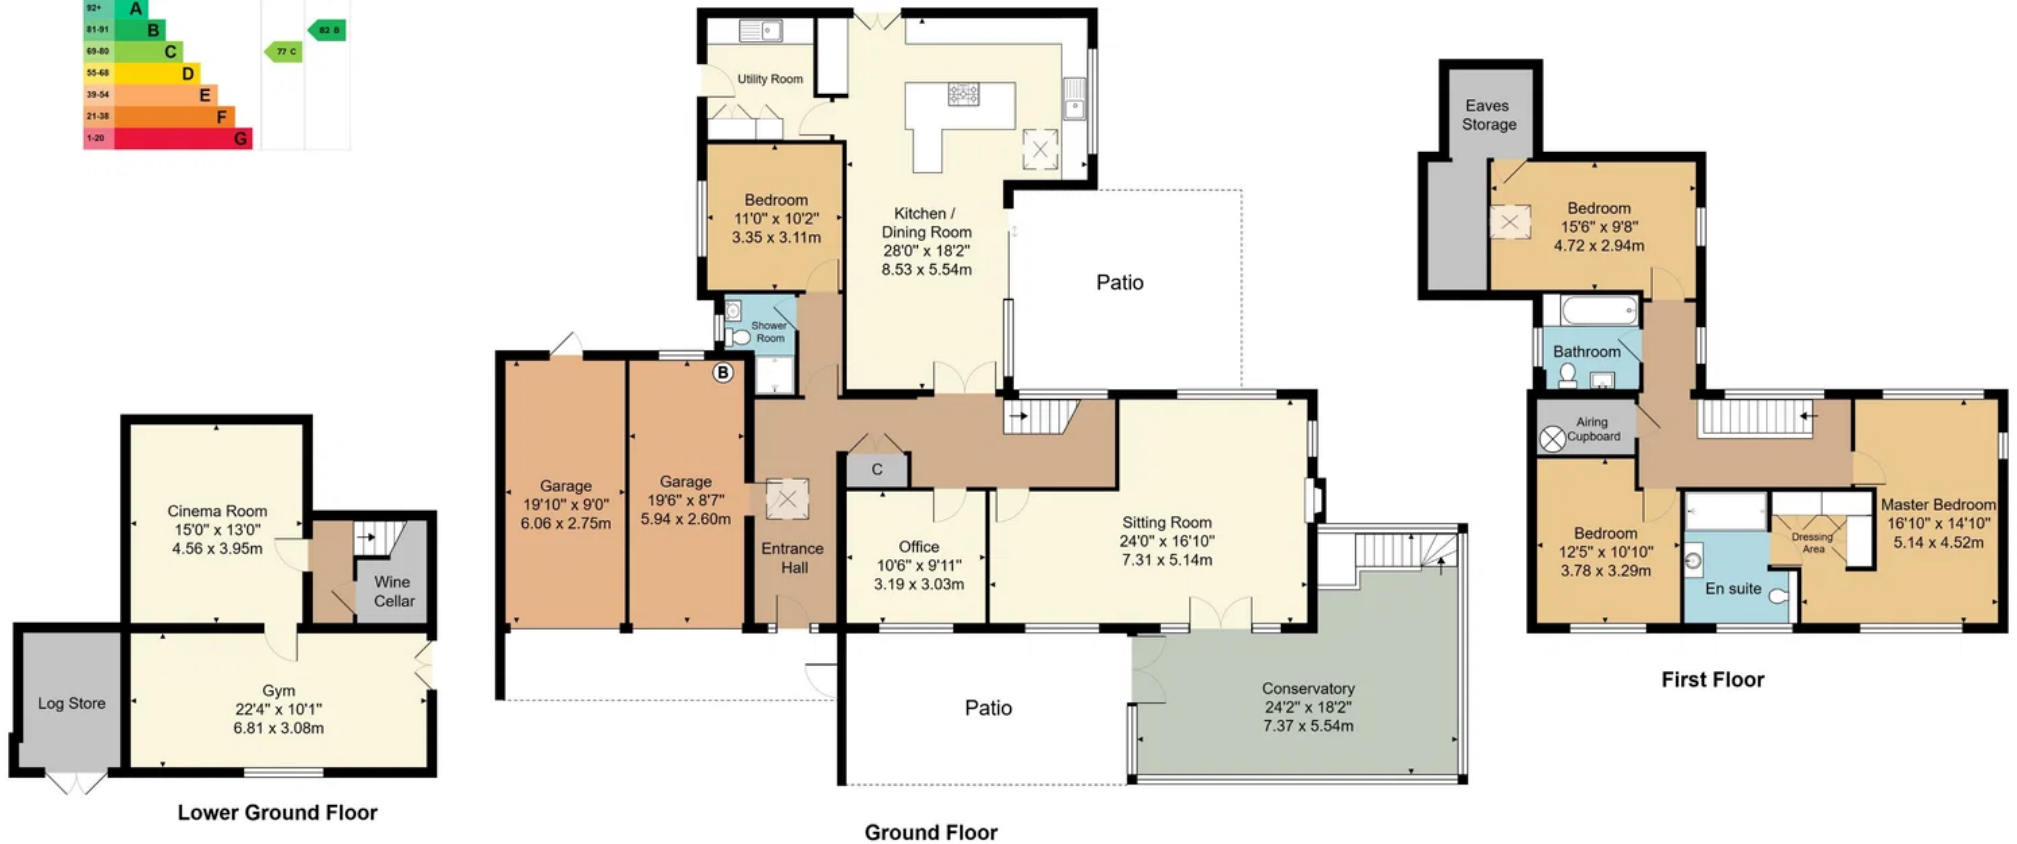 92+ A
81-91 B
69-80 C
55-68 D
39-54 E
21-38 F
1-20 G
77 C
82 B
Cinema Room
15'0" x 13'0"
4.56 x 3.95m
Wine
Cellar
Log Store
Gym
22'4" x 10'1"
6.81 x 3.08m
Lower Ground Floor
Utility Room
Bedroom
11'0" x 10'2"
3.35 x 3.11m
Kitchen /
Dining Room
28'0" x 18'2"
8.53 x 5.54m
Patio
Shower
Room
B
Garage
19'10" x 9'0"
6.06 x 2.75m
Garage
19'6" x 8'7"
5.94 x 2.60m
C
Entrance
Hall
Office
10'6" x 9'11"
3.19 x 3.03m
Sitting Room
24'0" x 16'10"
7.31 x 5.14m
Patio
Conservatory
24'2" x 18'2"
7.37 x 5.54m
Ground Floor
Eaves
Storage
Bedroom
15'6" x 9'8"
4.72 x 2.94m
Bathroom
Airing
Cupboard
Bedroom
12'5" x 10'10"
3.78 x 3.29m
En suite
Dressing
Area
Master Bedroom
16'10" x 14'10"
5.14 x 4.52m
First Floor